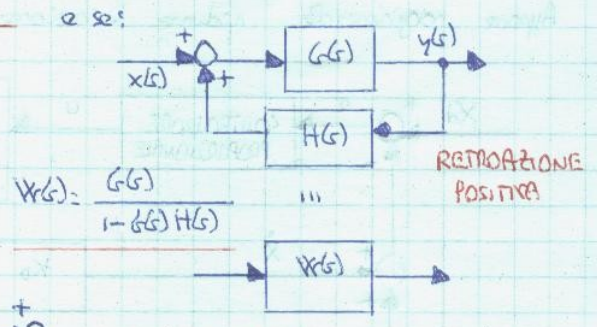 e se:
+
x(s)
+
G(s)
y(s)
H(s)
RETROAZIONE
POSITIVA
W(s) = G(s) / 1 - G(s) H(s)
...
W(s)
+